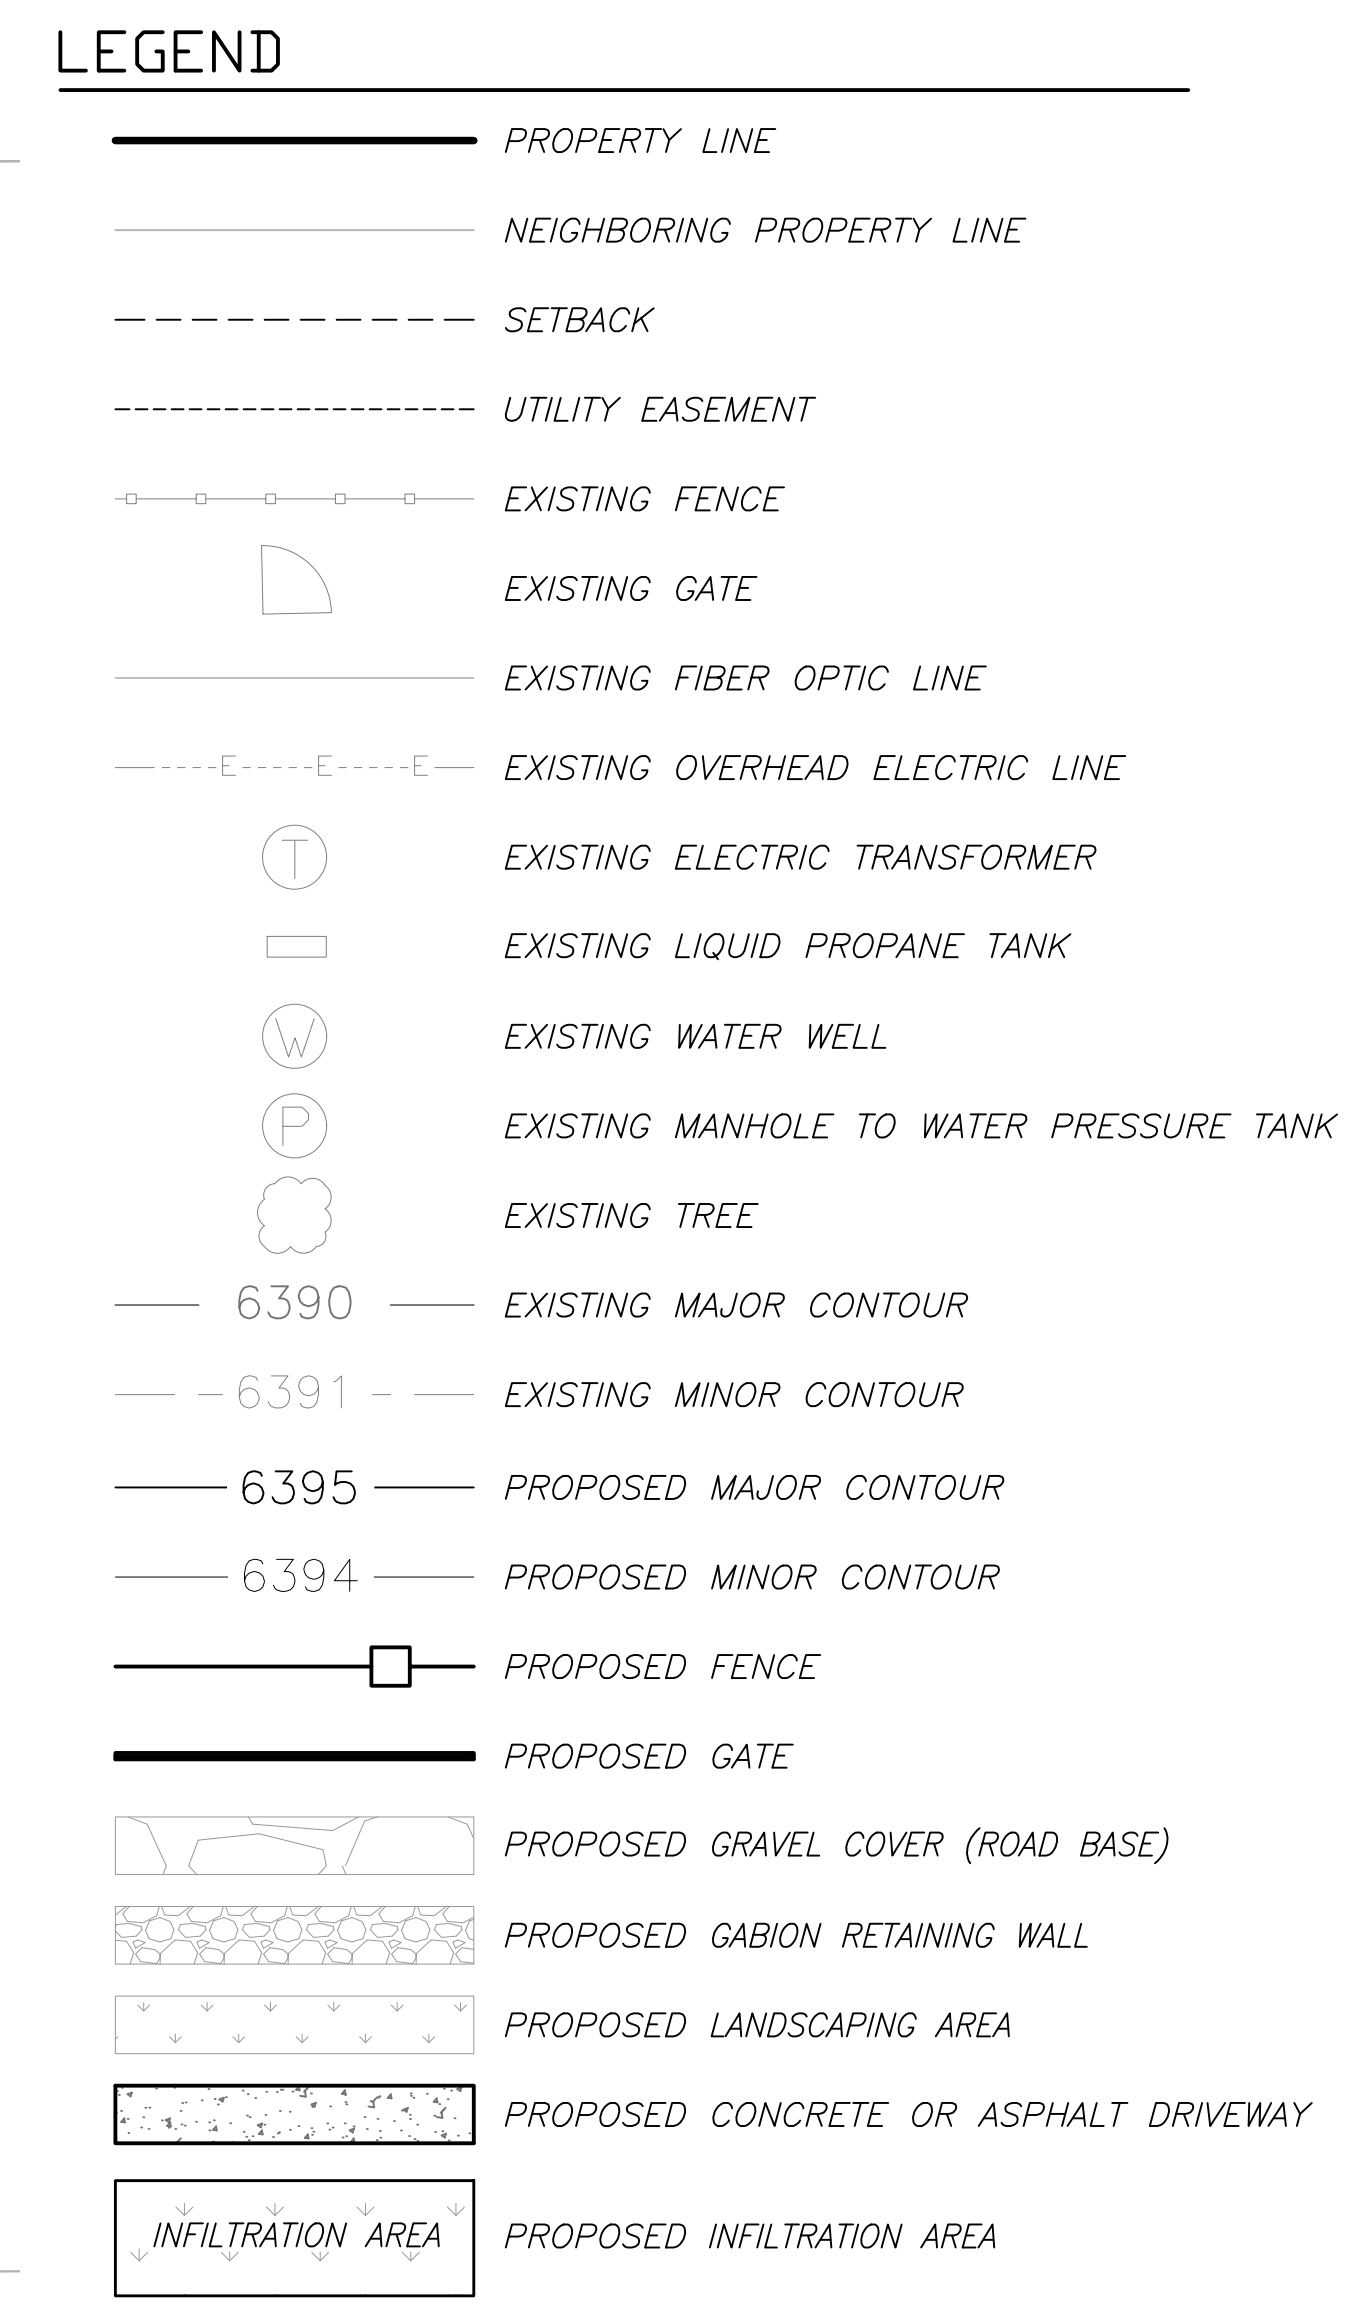 LEGEND
PROPERTY LINE
NEIGHBORING PROPERTY LINE
SETBACK
UTILITY EASEMENT
EXISTING FENCE
EXISTING GATE
EXISTING FIBER OPTIC LINE
E E E EXISTING OVERHEAD ELECTRIC LINE
T EXISTING ELECTRIC TRANSFORMER
EXISTING LIQUID PROPANE TANK
W EXISTING WATER WELL
P EXISTING MANHOLE TO WATER PRESSURE TANK
EXISTING TREE
6390 EXISTING MAJOR CONTOUR
6391 EXISTING MINOR CONTOUR
6395 PROPOSED MAJOR CONTOUR
6394 PROPOSED MINOR CONTOUR
PROPOSED FENCE
PROPOSED GATE
PROPOSED GRAVEL COVER (ROAD BASE)
PROPOSED GABION RETAINING WALL
PROPOSED LANDSCAPING AREA
PROPOSED CONCRETE OR ASPHALT DRIVEWAY
INFILTRATION AREA PROPOSED INFILTRATION AREA